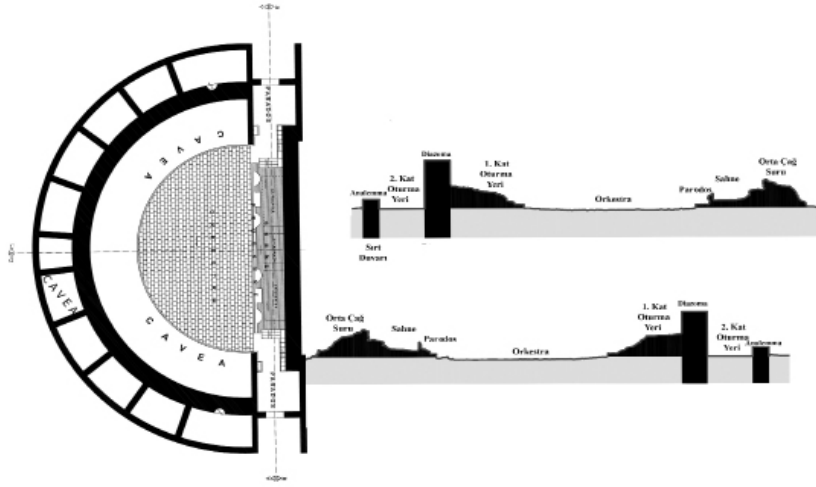 CAVEA
CAVEA
CAVEA
PARADOS
PARADOS
Diazoma
1. Kat
Oturma
Yeri
2. Kat
Oturma
Yeri
Analemma
Sırt
Duvarı
Orkestra
Parodos
Sahne
Orta Çağ
Suru
Orta Çağ
Suru
Sahne
Parodos
Orkestra
1. Kat
Oturma
Yeri
Diazoma
2. Kat
Oturma
Yeri
Analemma